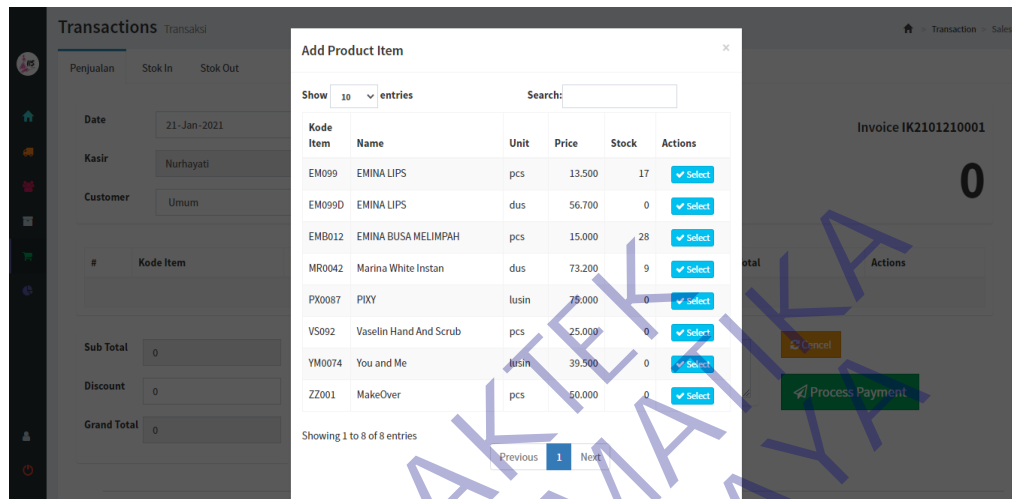 Transactions Transaksi
Transaction > Sales
Penjualan Stok In Stok Out
Date 21-Jan-2021
Kasir Nurhayati
Customer Umum
Invoice IK2101210001
0
# Kode Item otal Actions
Sub Total 0
Discount 0
Grand Total 0
Cancel
Process Payment
Add Product Item ×
Show 10 entries Search:
Kode Item Name Unit Price Stock Actions
EM099 EMINA LIPS pcs 13.500 17 Select
EM099D EMINA LIPS dus 56.700 0 Select
EMB012 EMINA BUSA MELIMPAH pcs 15.000 28 Select
MR0042 Marina White Instan dus 73.200 9 Select
PX0087 PIXY lusin 75.000 0 Select
VS092 Vaselin Hand And Scrub pcs 25.000 0 Select
YM0074 You and Me lusin 39.500 0 Select
ZZ001 MakeOver pcs 50.000 0 Select
Showing 1 to 8 of 8 entries
Previous 1 Next